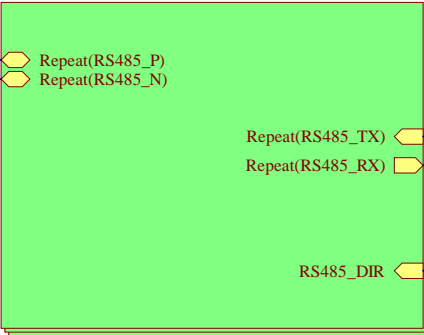 Repeat(RS485_P)
Repeat(RS485_N)
Repeat(RS485_TX)
Repeat(RS485_RX)
RS485_DIR